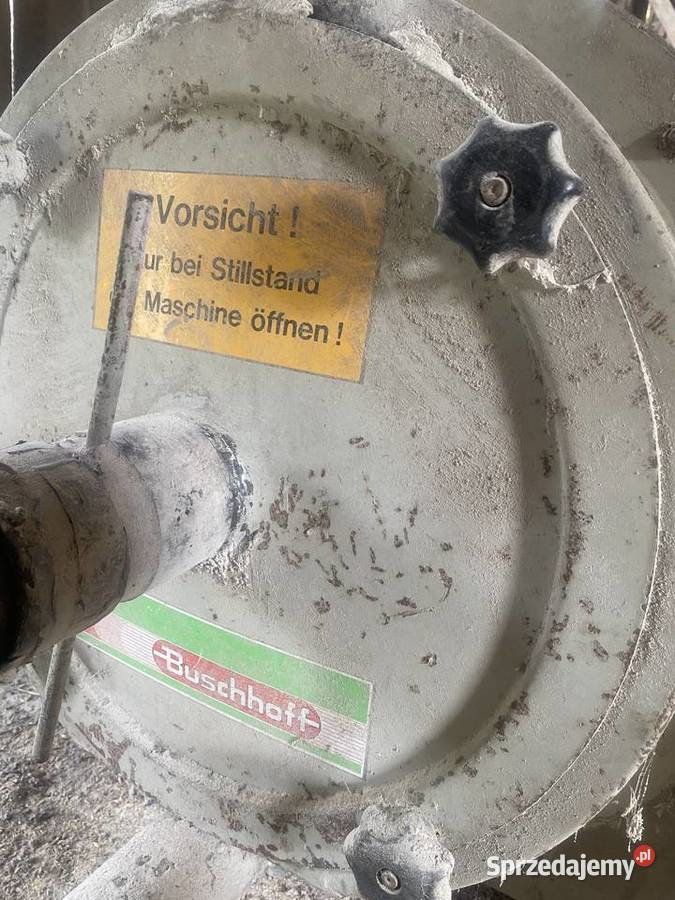 Vorsicht !
ur bei Stillstand
Maschine öffnen !
Buschhoff
Sprzedajemy.pl